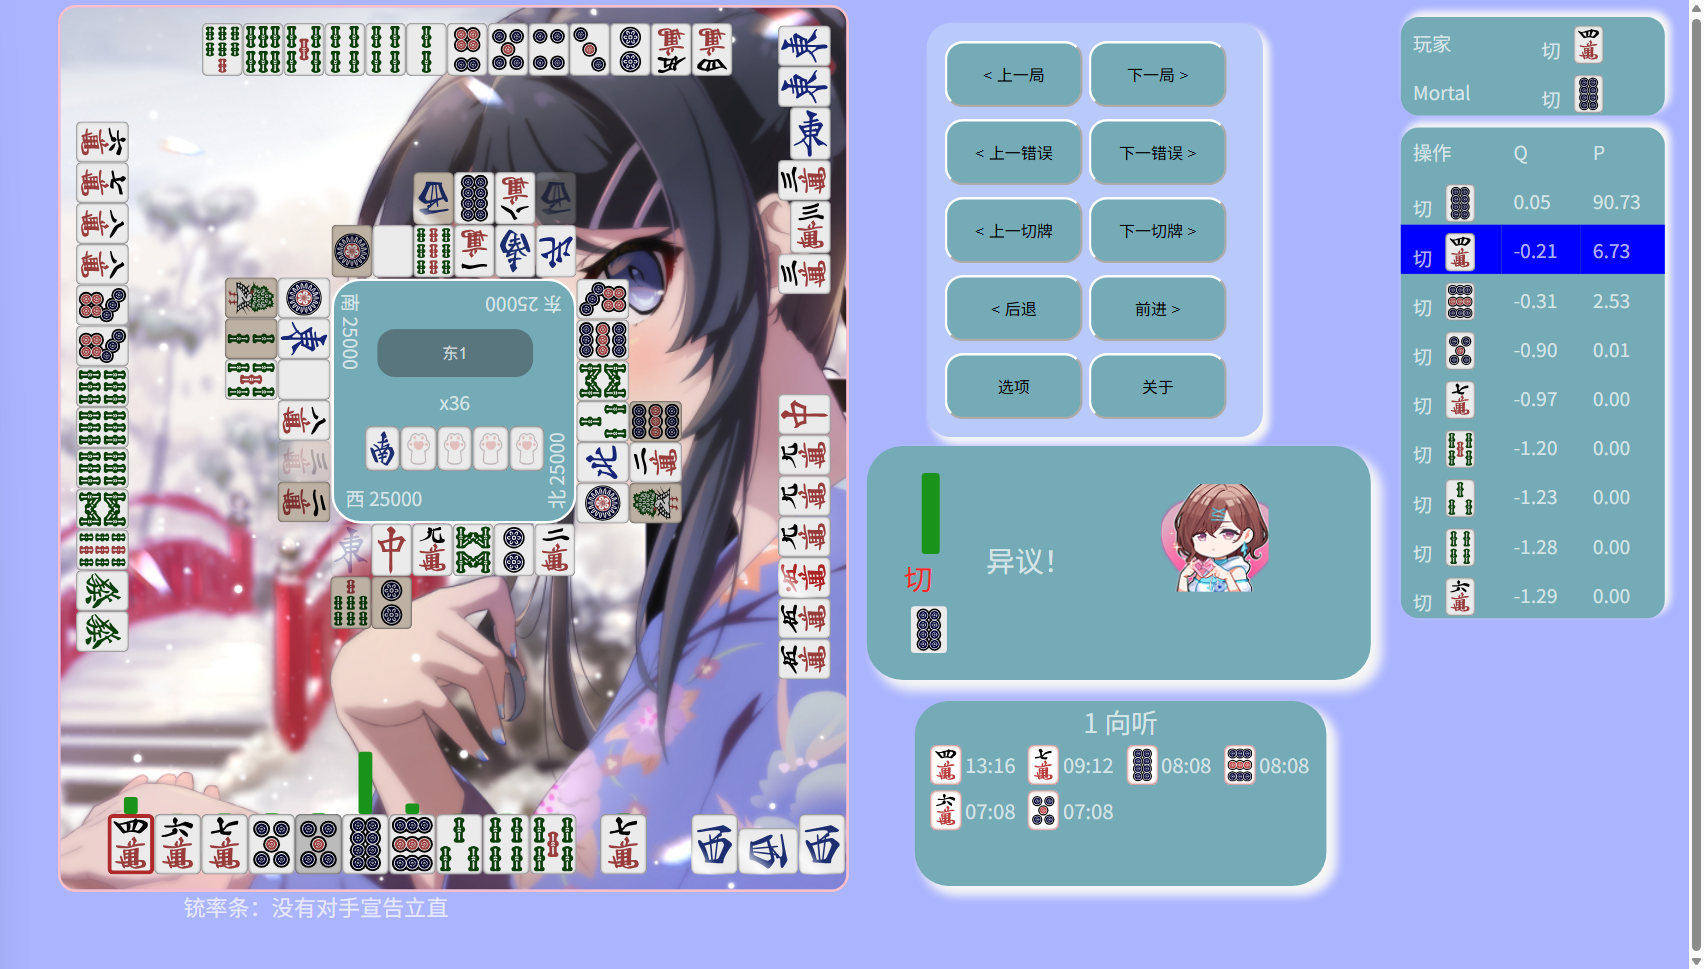 南 25000
东 25000
东1
x36
西 25000
北 25000
铳率条：没有对手宣告立直
< 上一局
下一局 >
< 上一错误
下一错误 >
< 上一切牌
下一切牌 >
< 后退
前进 >
选项
关于
切
异议！
1 向听
13:16 09:12 08:08 08:08
07:08 07:08
玩家 切
Mortal 切
操作 Q P
切 0.05 90.73
切 -0.21 6.73
切 -0.31 2.53
切 -0.90 0.01
切 -0.97 0.00
切 -1.20 0.00
切 -1.23 0.00
切 -1.28 0.00
切 -1.29 0.00